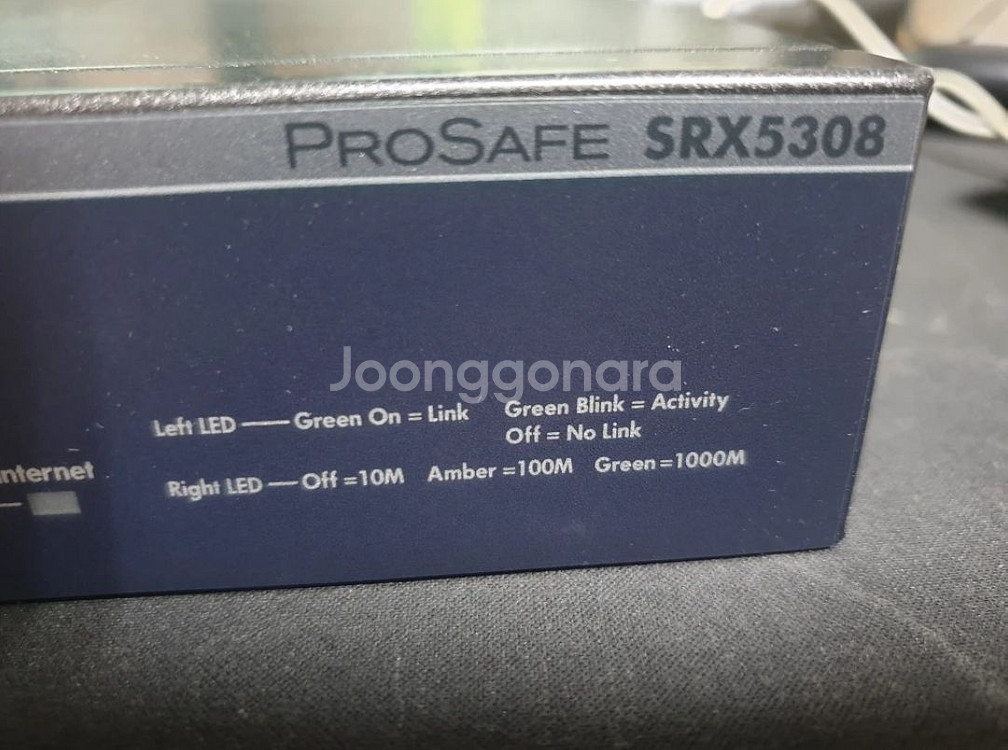 PROSAFE SRX5308
Joonggonara
Left LED — Green On = Link Green Blink = Activity
Off = No Link
Internet
Right LED — Off =10M Amber =100M Green =1000M